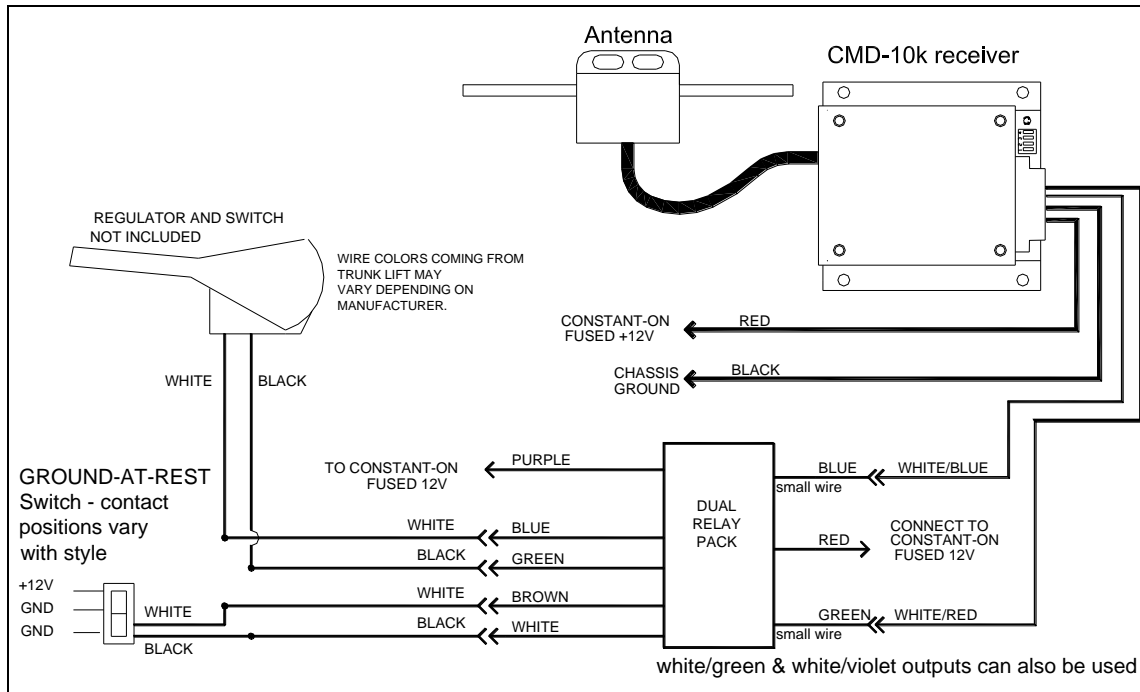 Antenna
CMD-10k receiver
REGULATOR AND SWITCH
NOT INCLUDED
WIRE COLORS COMING FROM
TRUNK LIFT MAY
VARY DEPENDING ON
MANUFACTURER.
CONSTANT-ON
FUSED +12V
RED
CHASSIS
GROUND
BLACK
WHITE
BLACK
GROUND-AT-REST
Switch - contact
positions vary
with style
TO CONSTANT-ON
FUSED 12V
PURPLE
WHITE
BLUE
BLACK
GREEN
WHITE
BROWN
BLACK
WHITE
+12V
GND
GND
WHITE
BLACK
DUAL
RELAY
PACK
BLUE
WHITE/BLUE
small wire
RED
CONNECT TO
CONSTANT-ON
FUSED 12V
GREEN
WHITE/RED
small wire
white/green & white/violet outputs can also be used